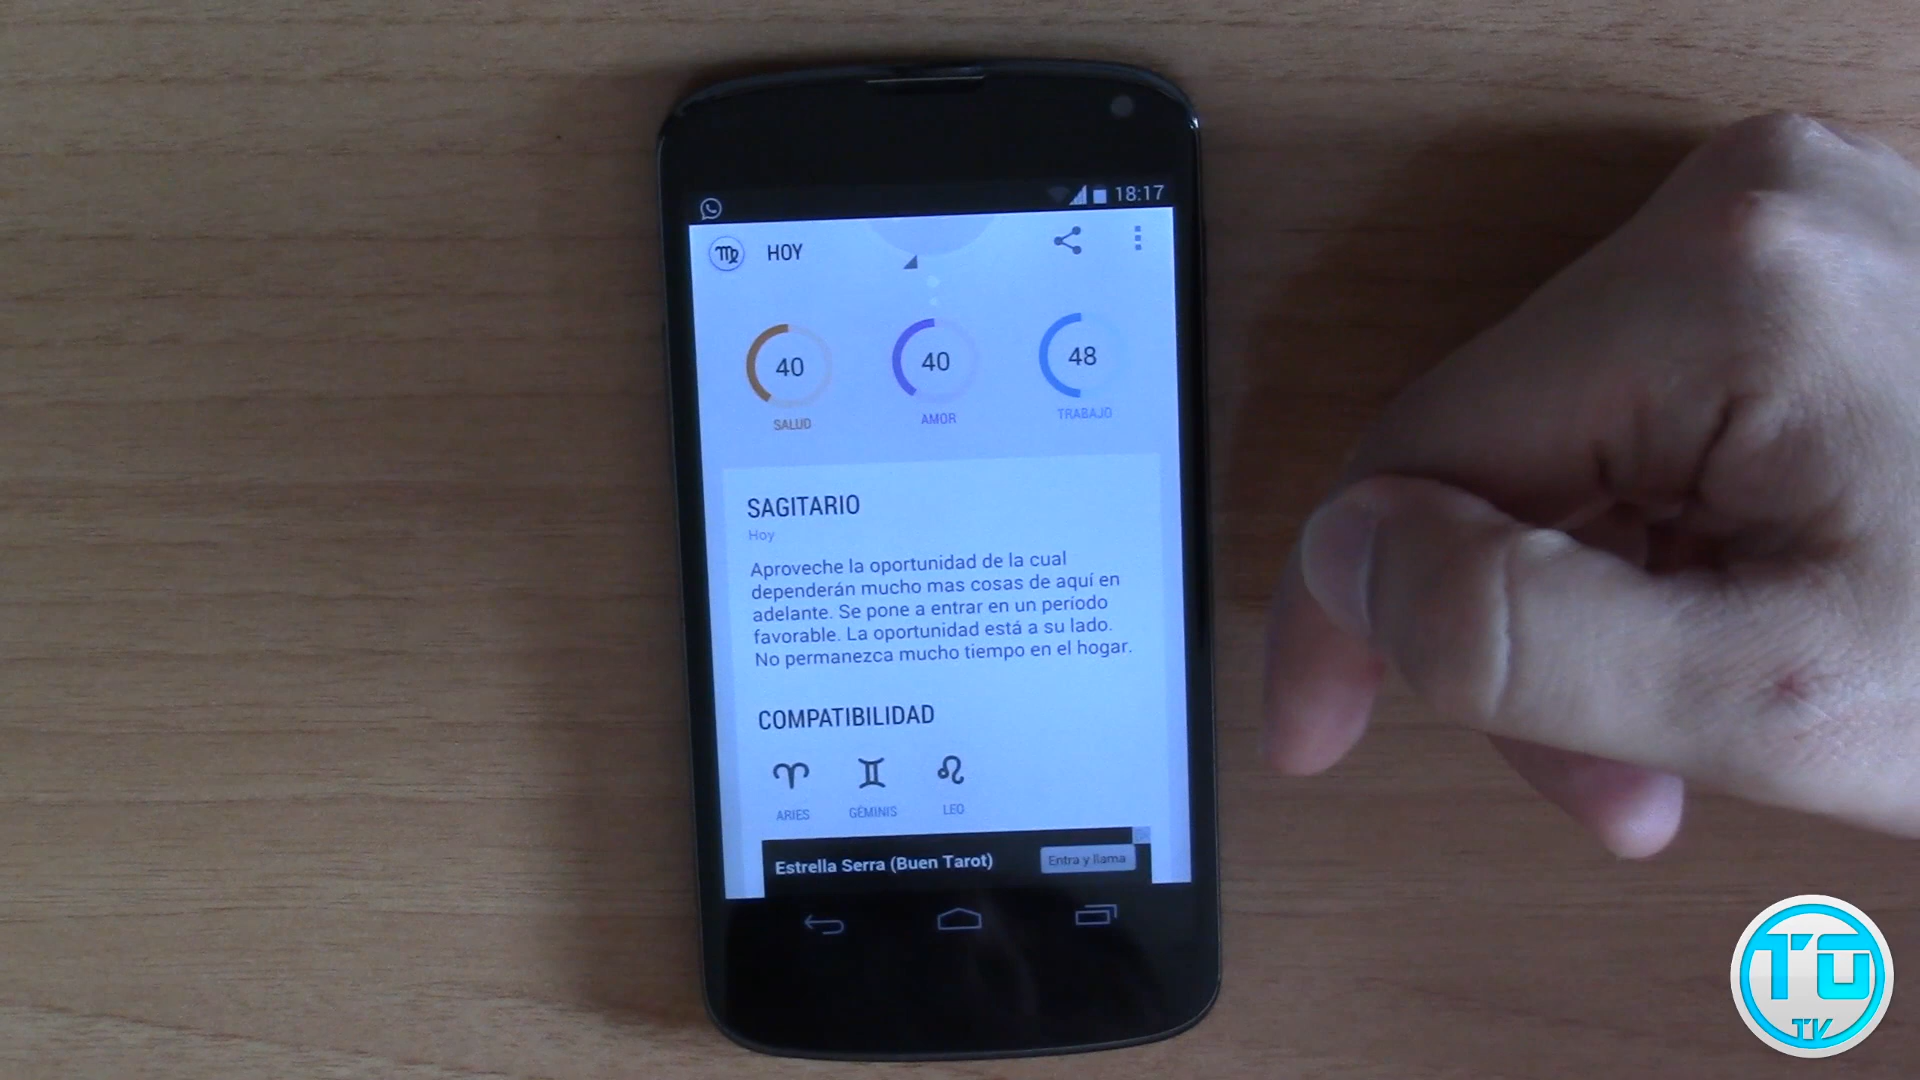 18:17
HOY
40
40
48
SALUD
AMOR
TRABAJO
SAGITARIO
Hoy
Aproveche la oportunidad de la cual
dependerán mucho mas cosas de aquí en
adelante. Se pone a entrar en un período
favorable. La oportunidad está a su lado.
No permanezca mucho tiempo en el hogar.
COMPATIBILIDAD
ARIES
GÉMINIS
LEO
Estrella Serra (Buen Tarot)
Entra y llama
TG
TV